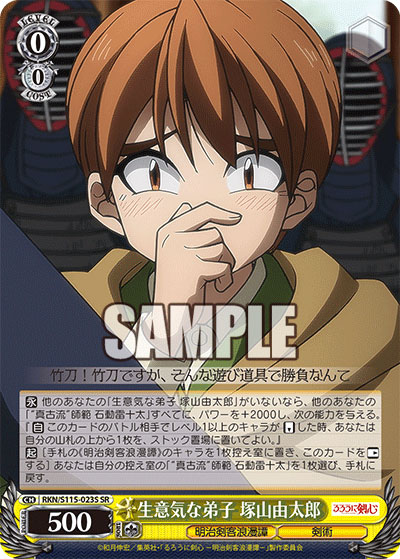 LEVEL
0
0
COST
SAMPLE
竹刀!竹刀ですが、そんな遊び道具で勝負なんて
永 他のあなたの「生意気な弟子 塚山由太郎」がいないなら、他のあなたの
「“真古流”師範 石動雷十太」すべてに、パワーを+2000し、次の能力を与える。
『自 このカードのバトル相手でレベル1以上のキャラが した時、あなたは
自分の山札の上から1枚を、ストック置場に置いてよい。』
起 [手札の《明治剣客浪漫譚》のキャラを1枚控え室に置き、このカードを
する] あなたは自分の控え室の「“真古流”師範 石動雷十太」を1枚選び、手札に
戻す。
CH RKN/S115-023S SR
500
POWER
SOUL
生意気な弟子 塚山由太郎
るろうに剣心
明治剣客浪漫譚
剣術
©和月伸宏/集英社・「るろうに剣心 −明治剣客浪漫譚−」製作委員会